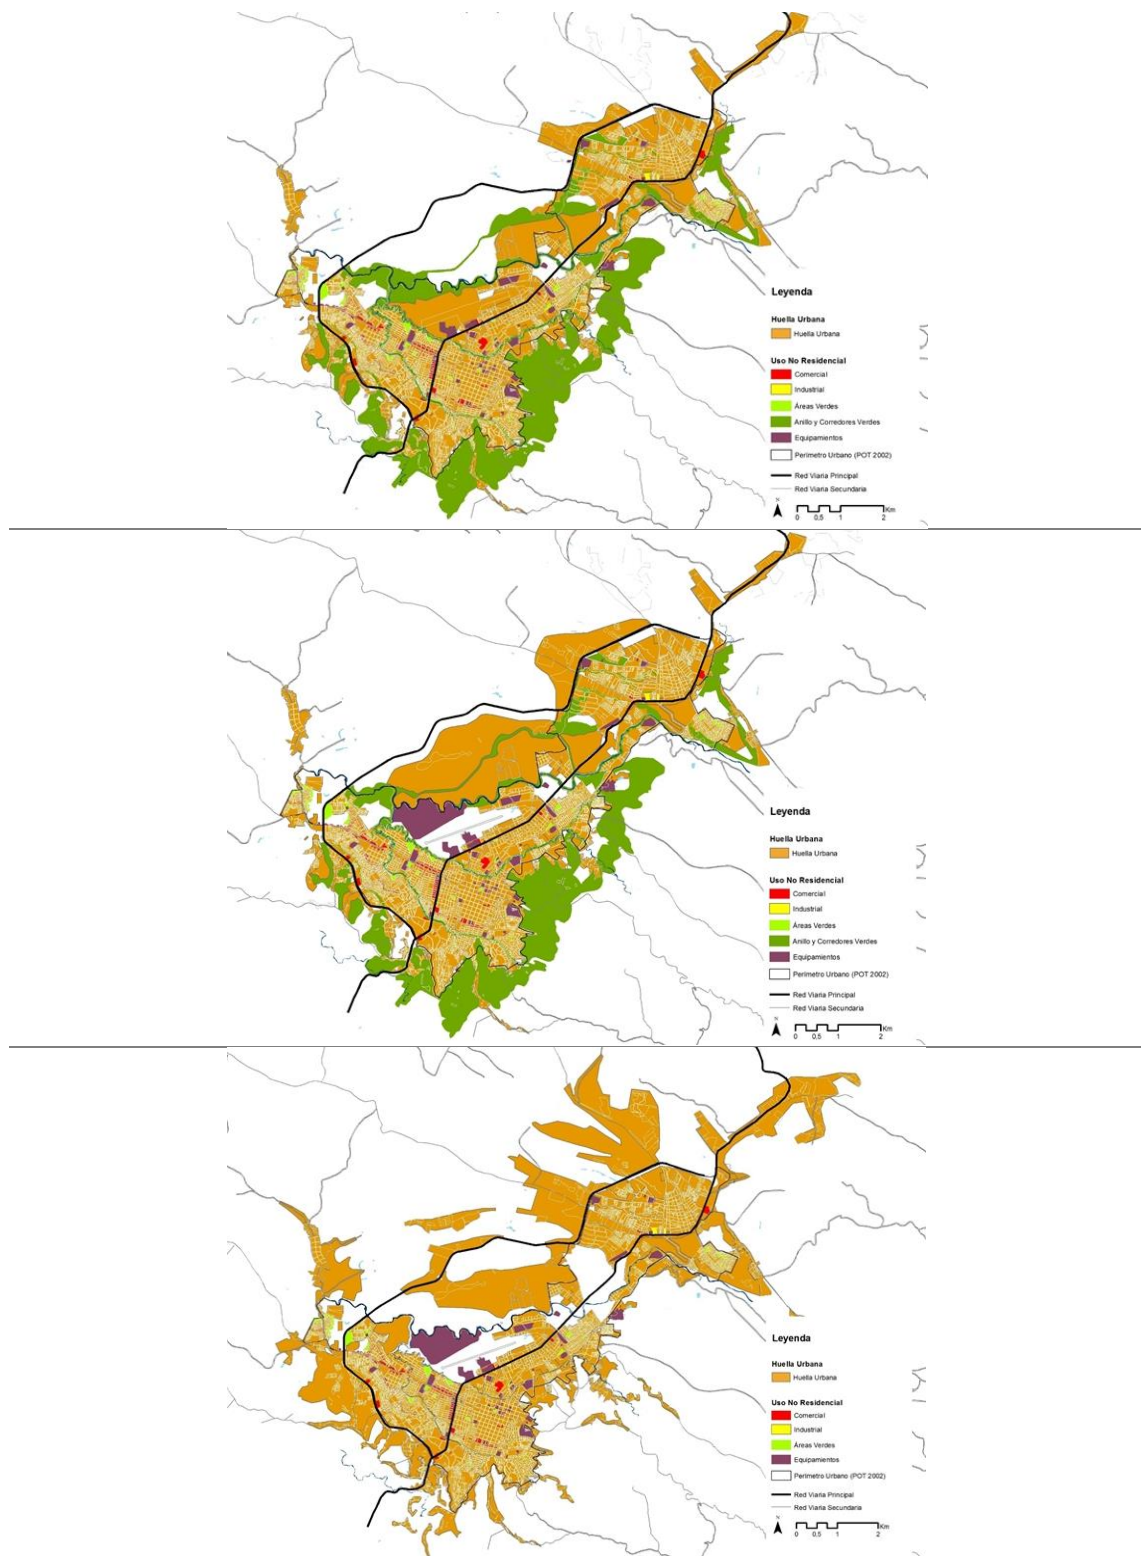 Leyenda
Huella Urbana
Huella Urbana
Uso No Residencial
Comercial
Industrial
Áreas Verdes
Anillo y Corredores Verdes
Equipamientos
Perímetro Urbano (POT 2002)
Red Viaria Principal
Red Viaria Secundaria
N
Km
0 0.5 1 2
Leyenda
Huella Urbana
Huella Urbana
Uso No Residencial
Comercial
Industrial
Áreas Verdes
Anillo y Corredores Verdes
Equipamientos
Perímetro Urbano (POT 2002)
Red Viaria Principal
Red Viaria Secundaria
N
Km
0 0.5 1 2
Leyenda
Huella Urbana
Huella Urbana
Uso No Residencial
Comercial
Industrial
Áreas Verdes
Equipamientos
Perímetro Urbano (POT 2002)
Red Viaria Principal
Red Viaria Secundaria
N
Km
0 0.5 1 2